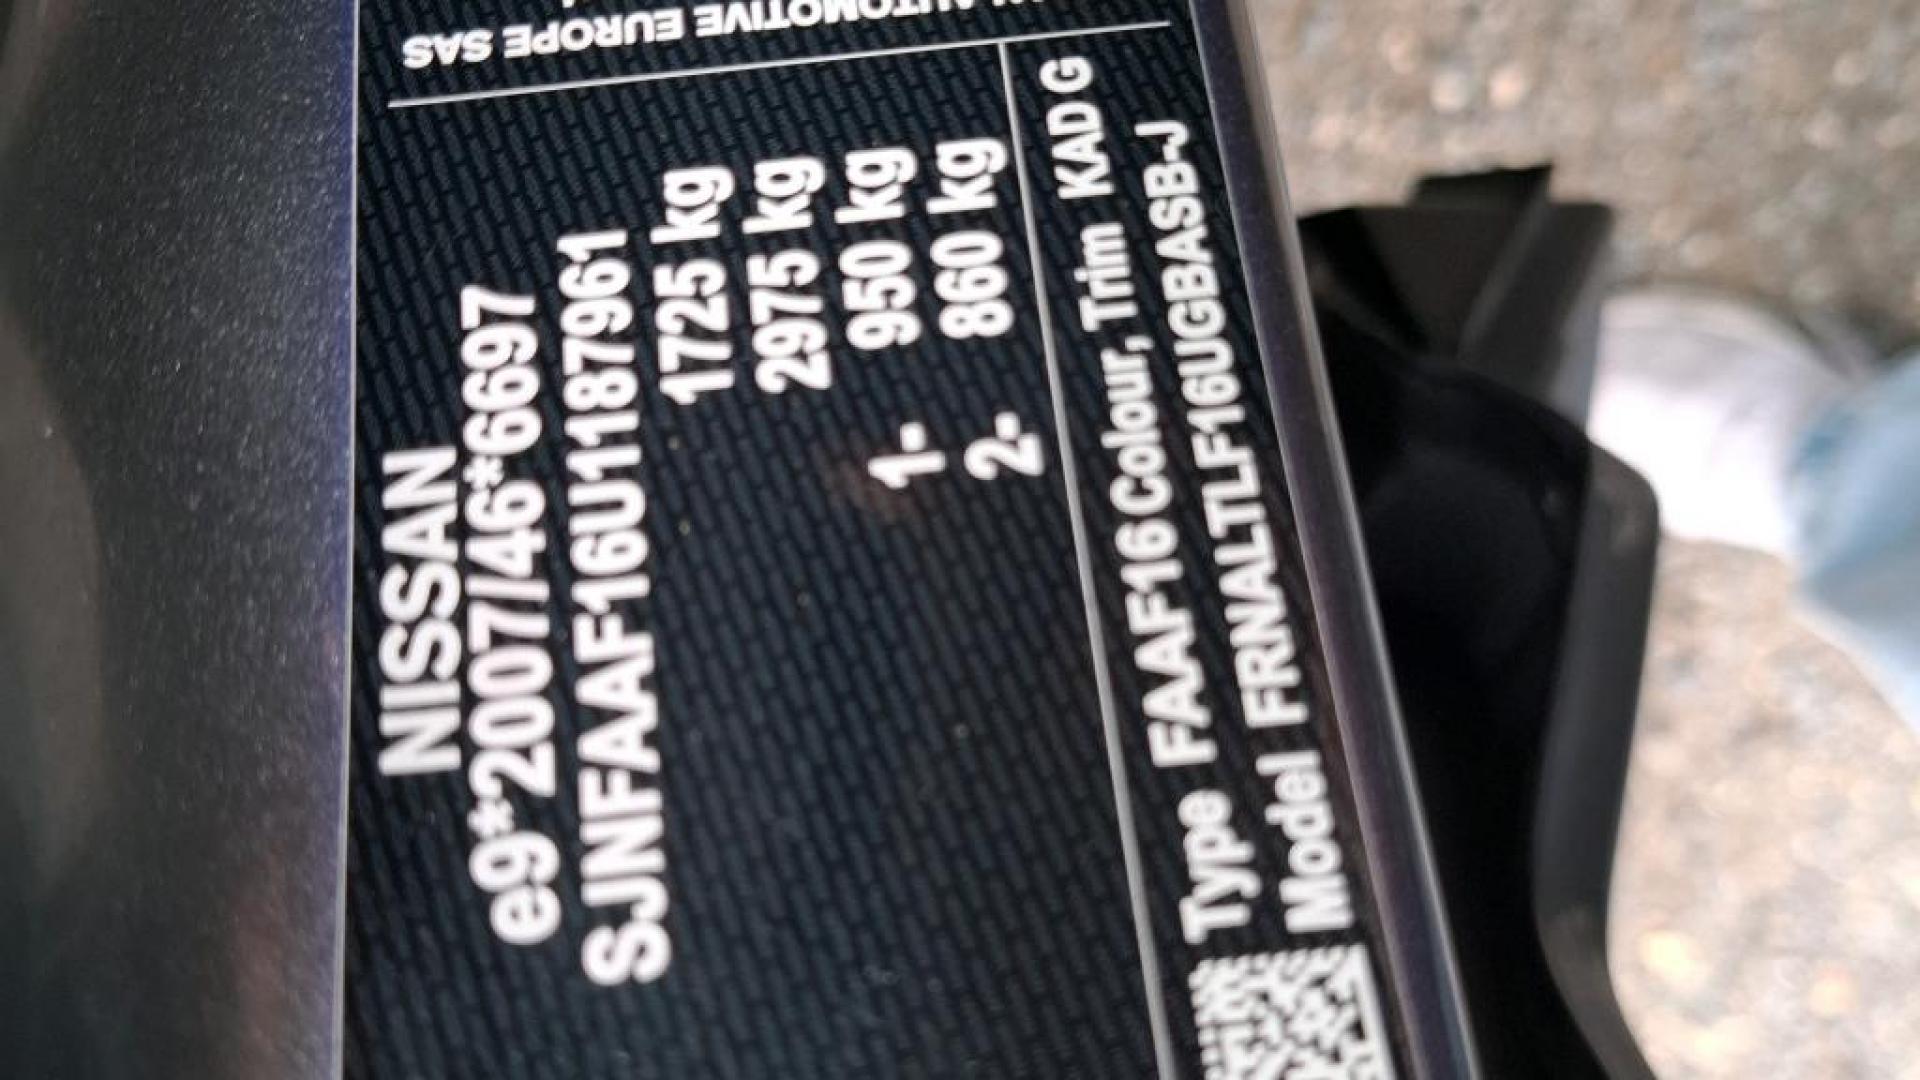 AUTOMOTIVE EUROPE SAS
NISSAN
e9*2007/46*6697
SJNFAAF16U1187961
1725 kg
2975 kg
1- 950 kg
2- 860 kg
Type FAAF16 Colour, Trim KAD G
Model FRNALTLF16UGBASB-J